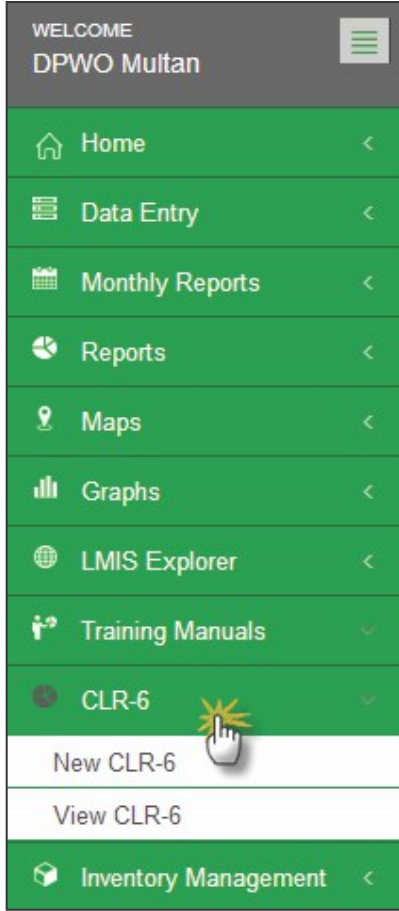 WELCOME
DPWO Multan
Home
Data Entry
Monthly Reports
Reports
Maps
Graphs
LMIS Explorer
Training Manuals
CLR-6
New CLR-6
View CLR-6
Inventory Management